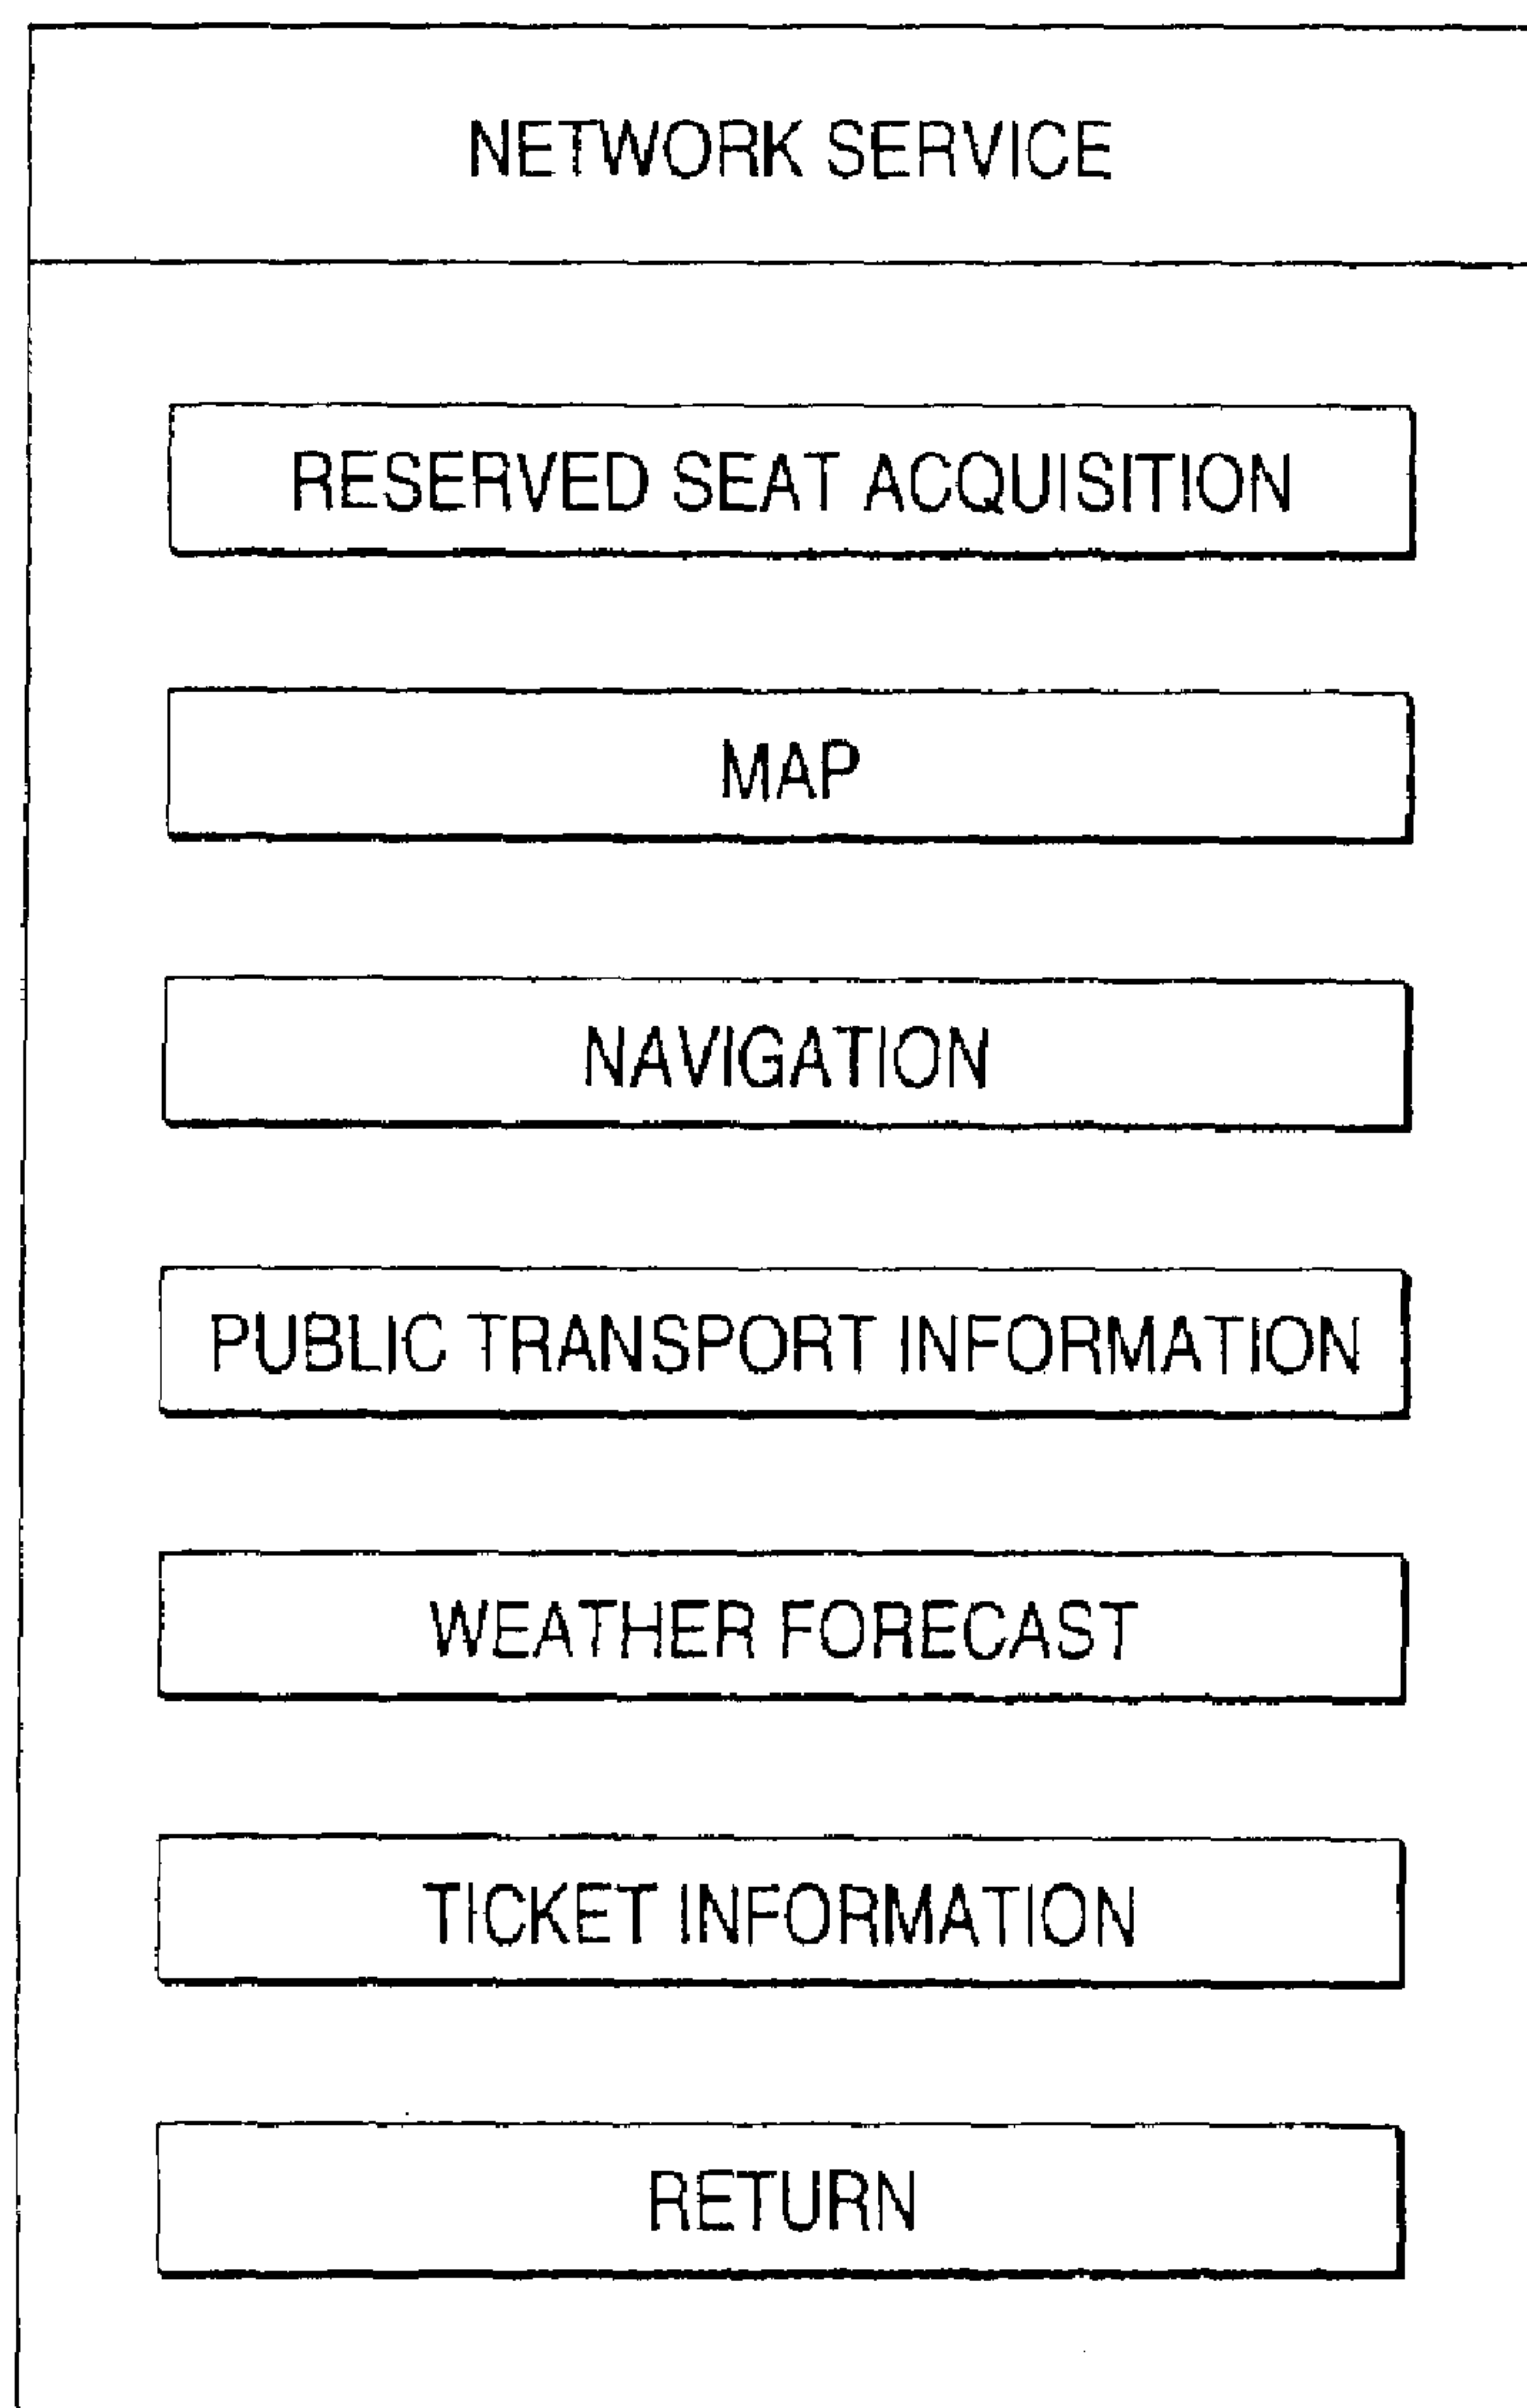 NETWORK SERVICE
RESERVED SEAT ACQUISITION
MAP
NAVIGATION
PUBLIC TRANSPORT INFORMATION
WEATHER FORECAST
TICKET INFORMATION
RETURN